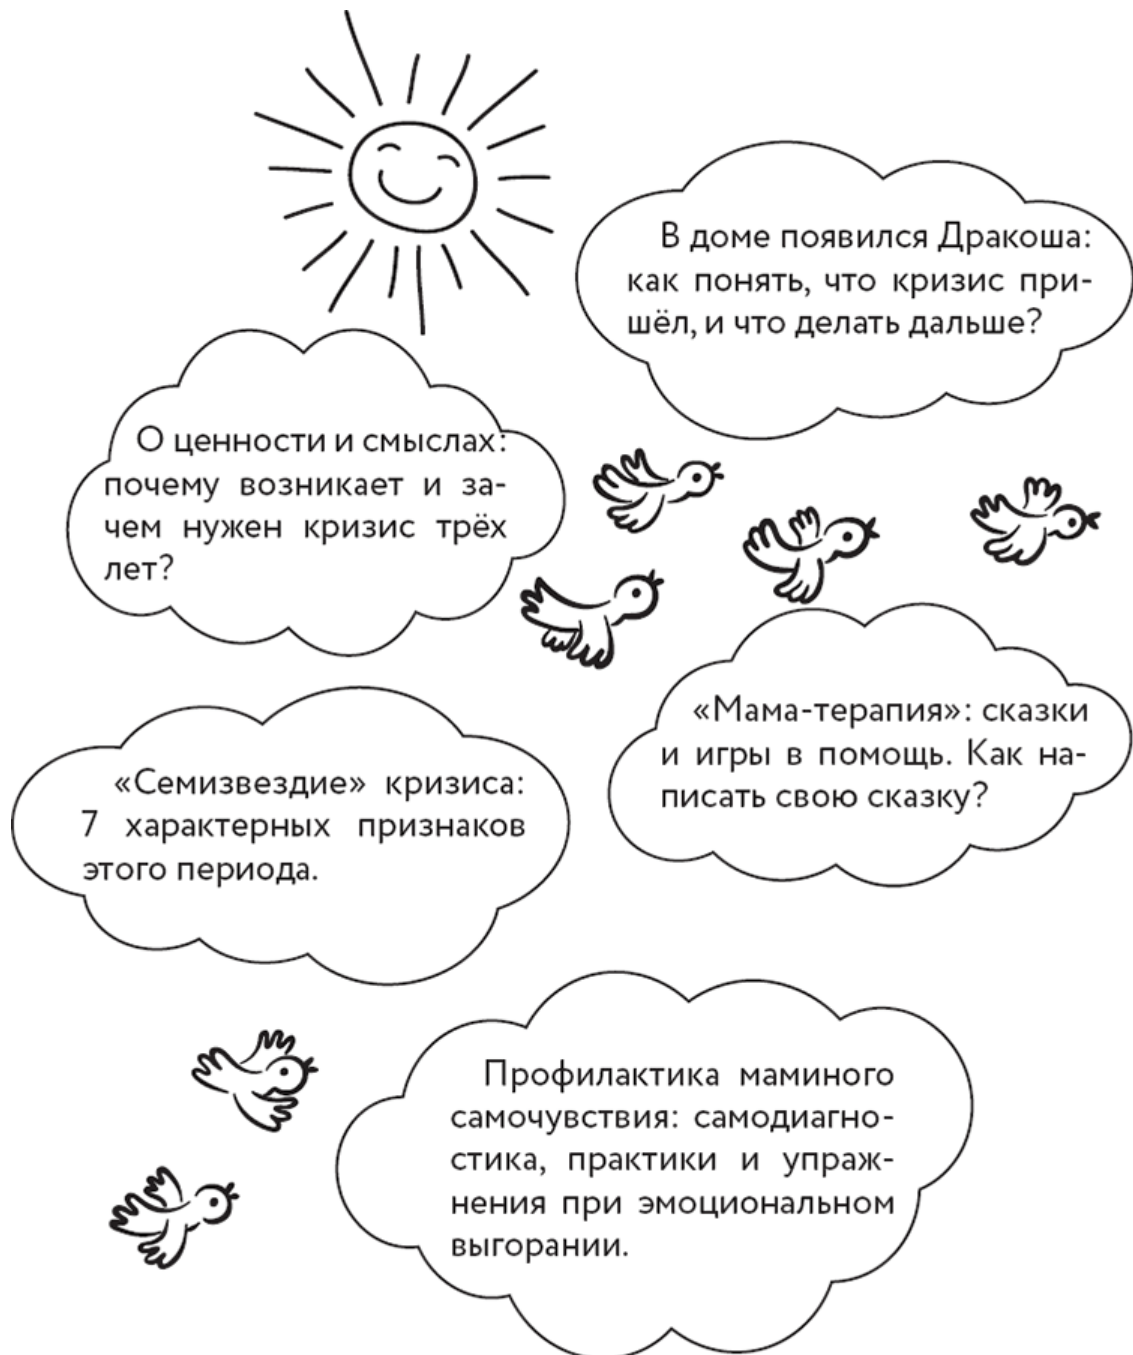 В доме появился Дракоша:
как понять, что кризис при-
шёл, и что делать дальше?
О ценности и смыслах:
почему возникает и за-
чем нужен кризис трёх
лет?
«Мама-терапия»: сказки
и игры в помощь. Как на-
писать свою сказку?
«Семизвездие» кризиса:
7 характерных признаков
этого периода.
Профилактика маминого
самочувствия: самодиагно-
стика, практики и упраж-
нения при эмоциональном
выгорании.